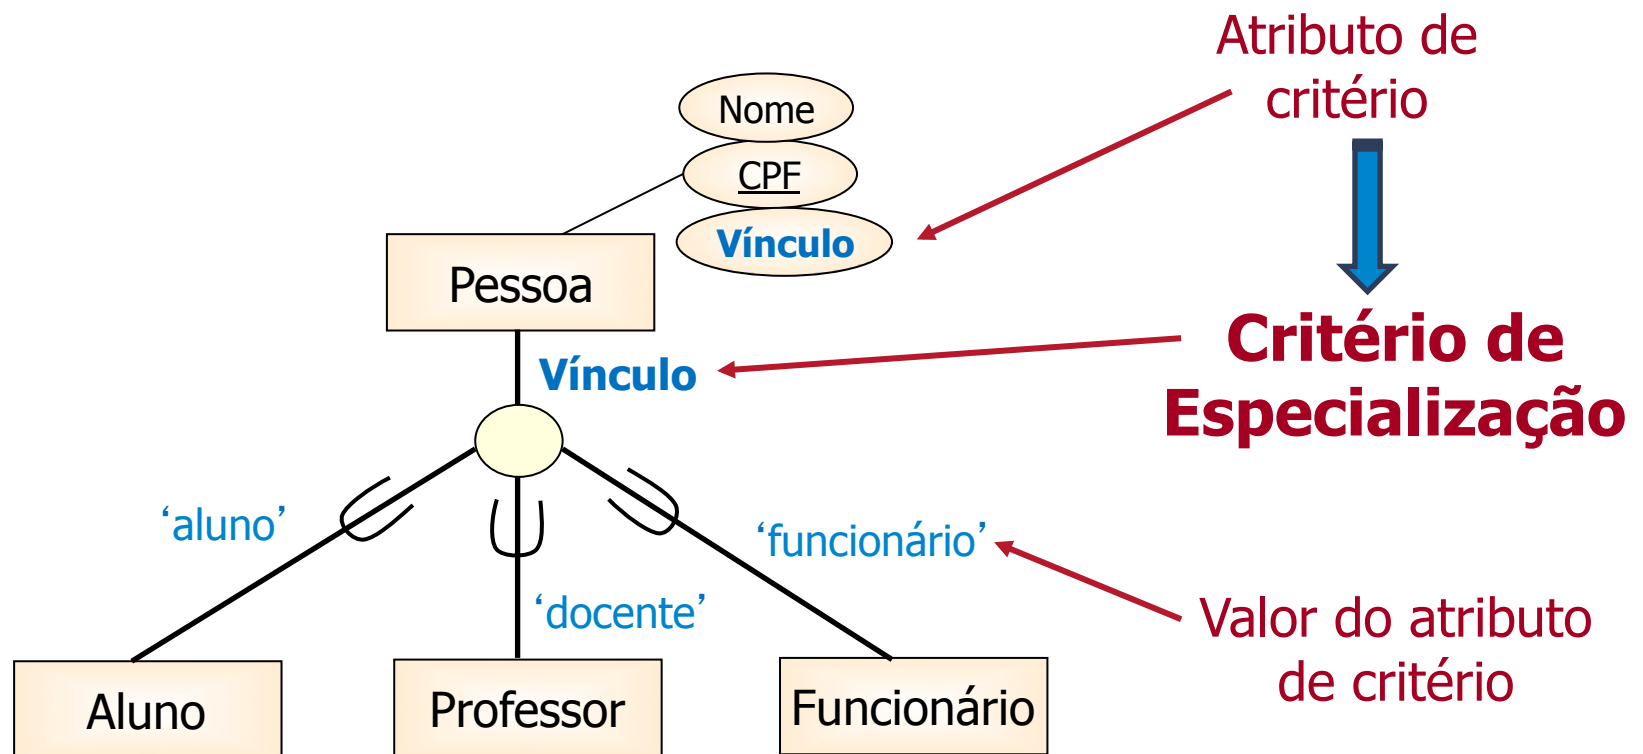 Atributo de
critério
Nome
CPF
Vínculo
Pessoa
Vínculo
Critério de
Especialização
‘aluno’
‘docente’
‘funcionário’
Valor do atributo
de critério
Aluno
Professor
Funcionário